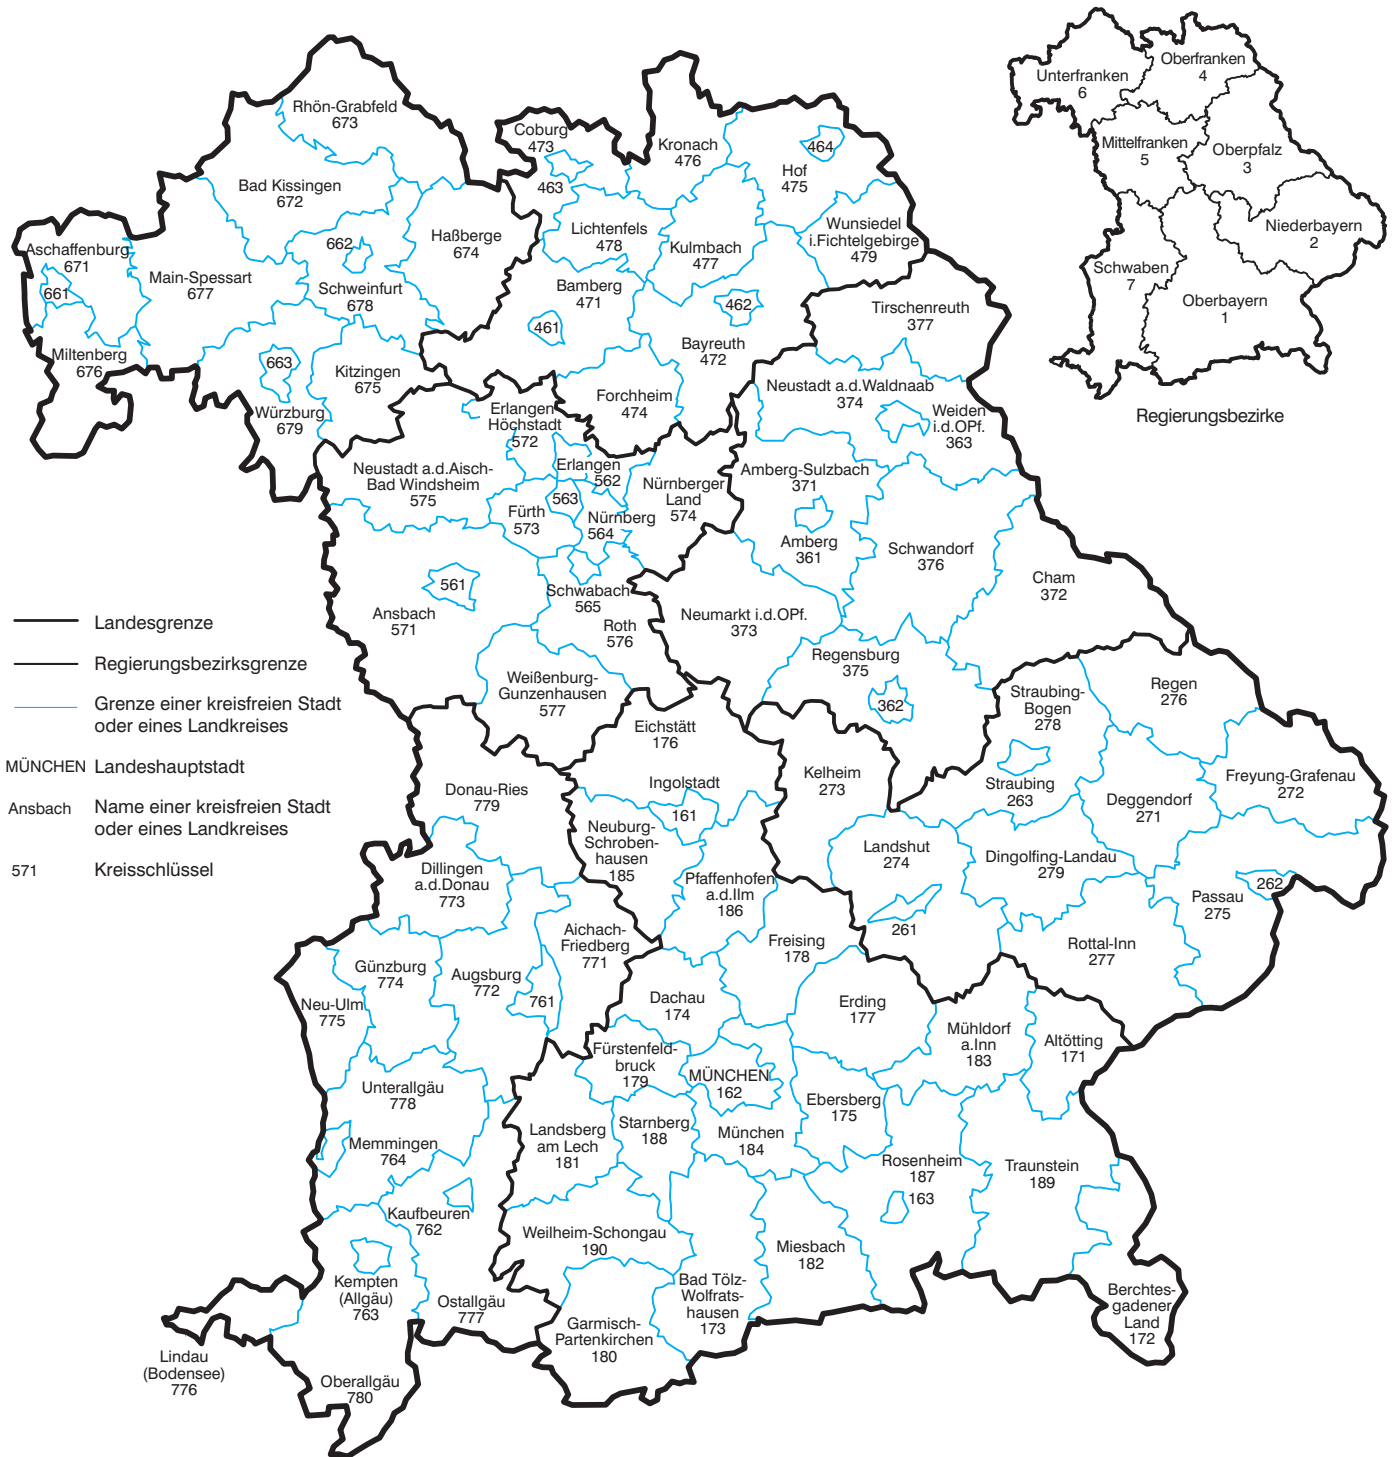 Rhön-Grabfeld
673
Coburg
473
463
Kronach
476
464
Hof
475
Bad Kissingen
672
Lichtenfels
478
Kulmbach
477
Wunsiedel
i.Fichtelgebirge
479
Haßberge
674
662
Schweinfurt
678
Aschaffenburg
671
661
Main-Spessart
677
Bamberg
471
461
462
Bayreuth
472
Tirschenreuth
377
Miltenberg
676
663
Würzburg
679
Kitzingen
675
Forchheim
474
Neustadt a.d.Waldnaab
374
Weiden
i.d.OPf.
363
Erlangen
Höchstadt
572
Neustadt a.d.Aisch-
Bad Windsheim
575
Erlangen
562
563
Fürth
573
Nürnberg
564
Nürnberger
Land
574
Amberg-Sulzbach
371
Amberg
361
Schwandorf
376
Cham
372
561
Ansbach
571
Schwabach
565
Roth
576
Neumarkt i.d.OPf.
373
Regensburg
375
362
Weißenburg-
Gunzenhausen
577
Straubing-
Bogen
278
Straubing
263
Regen
276
Freyung-Grafenau
272
Deggendorf
271
Eichstätt
176
Ingolstadt
161
Kelheim
273
Donau-Ries
779
Neuburg-
Schroben-
hausen
185
Landshut
274
261
Dingolfing-Landau
279
Passau
275
262
Dillingen
a.d.Donau
773
Pfaffenhofen
a.d.Ilm
186
Aichach-
Friedberg
771
Freising
178
Rottal-Inn
277
Günzburg
774
Augsburg
772
761
Neu-Ulm
775
Dachau
174
Erding
177
Mühldorf
a.Inn
183
Altötting
171
Fürstenfeld-
bruck
179
MÜNCHEN
162
Ebersberg
175
Unterallgäu
778
Memmingen
764
Landsberg
am Lech
181
Starnberg
188
München
184
Rosenheim
187
163
Traunstein
189
Kaufbeuren
762
Weilheim-Schongau
190
Miesbach
182
Bad Tölz-
Wolfrats-
hausen
173
Berchtes-
gadener
Land
172
Kempten
(Allgäu)
763
Ostallgäu
777
Garmisch-
Partenkirchen
180
Lindau
(Bodensee)
776
Oberallgäu
780
Landesgrenze
Regierungsbezirksgrenze
Grenze einer kreisfreien Stadt
oder eines Landkreises
MÜNCHEN Landeshauptstadt
Ansbach Name einer kreisfreien Stadt
oder eines Landkreises
571 Kreisschlüssel
Unterfranken
6
Oberfranken
4
Mittelfranken
5
Oberpfalz
3
Niederbayern
2
Schwaben
7
Oberbayern
1
Regierungsbezirke